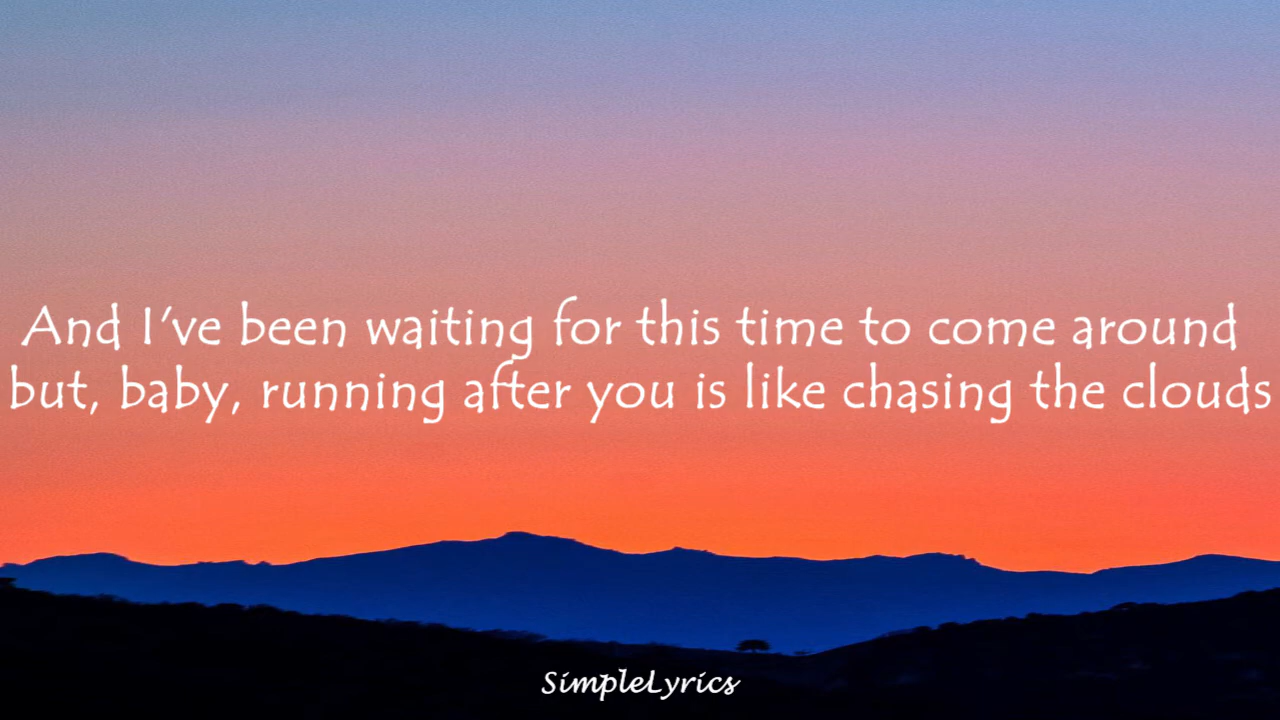 And I've been waiting for this time to come around
but, baby, running after you is like chasing the clouds
SimpleLyrics